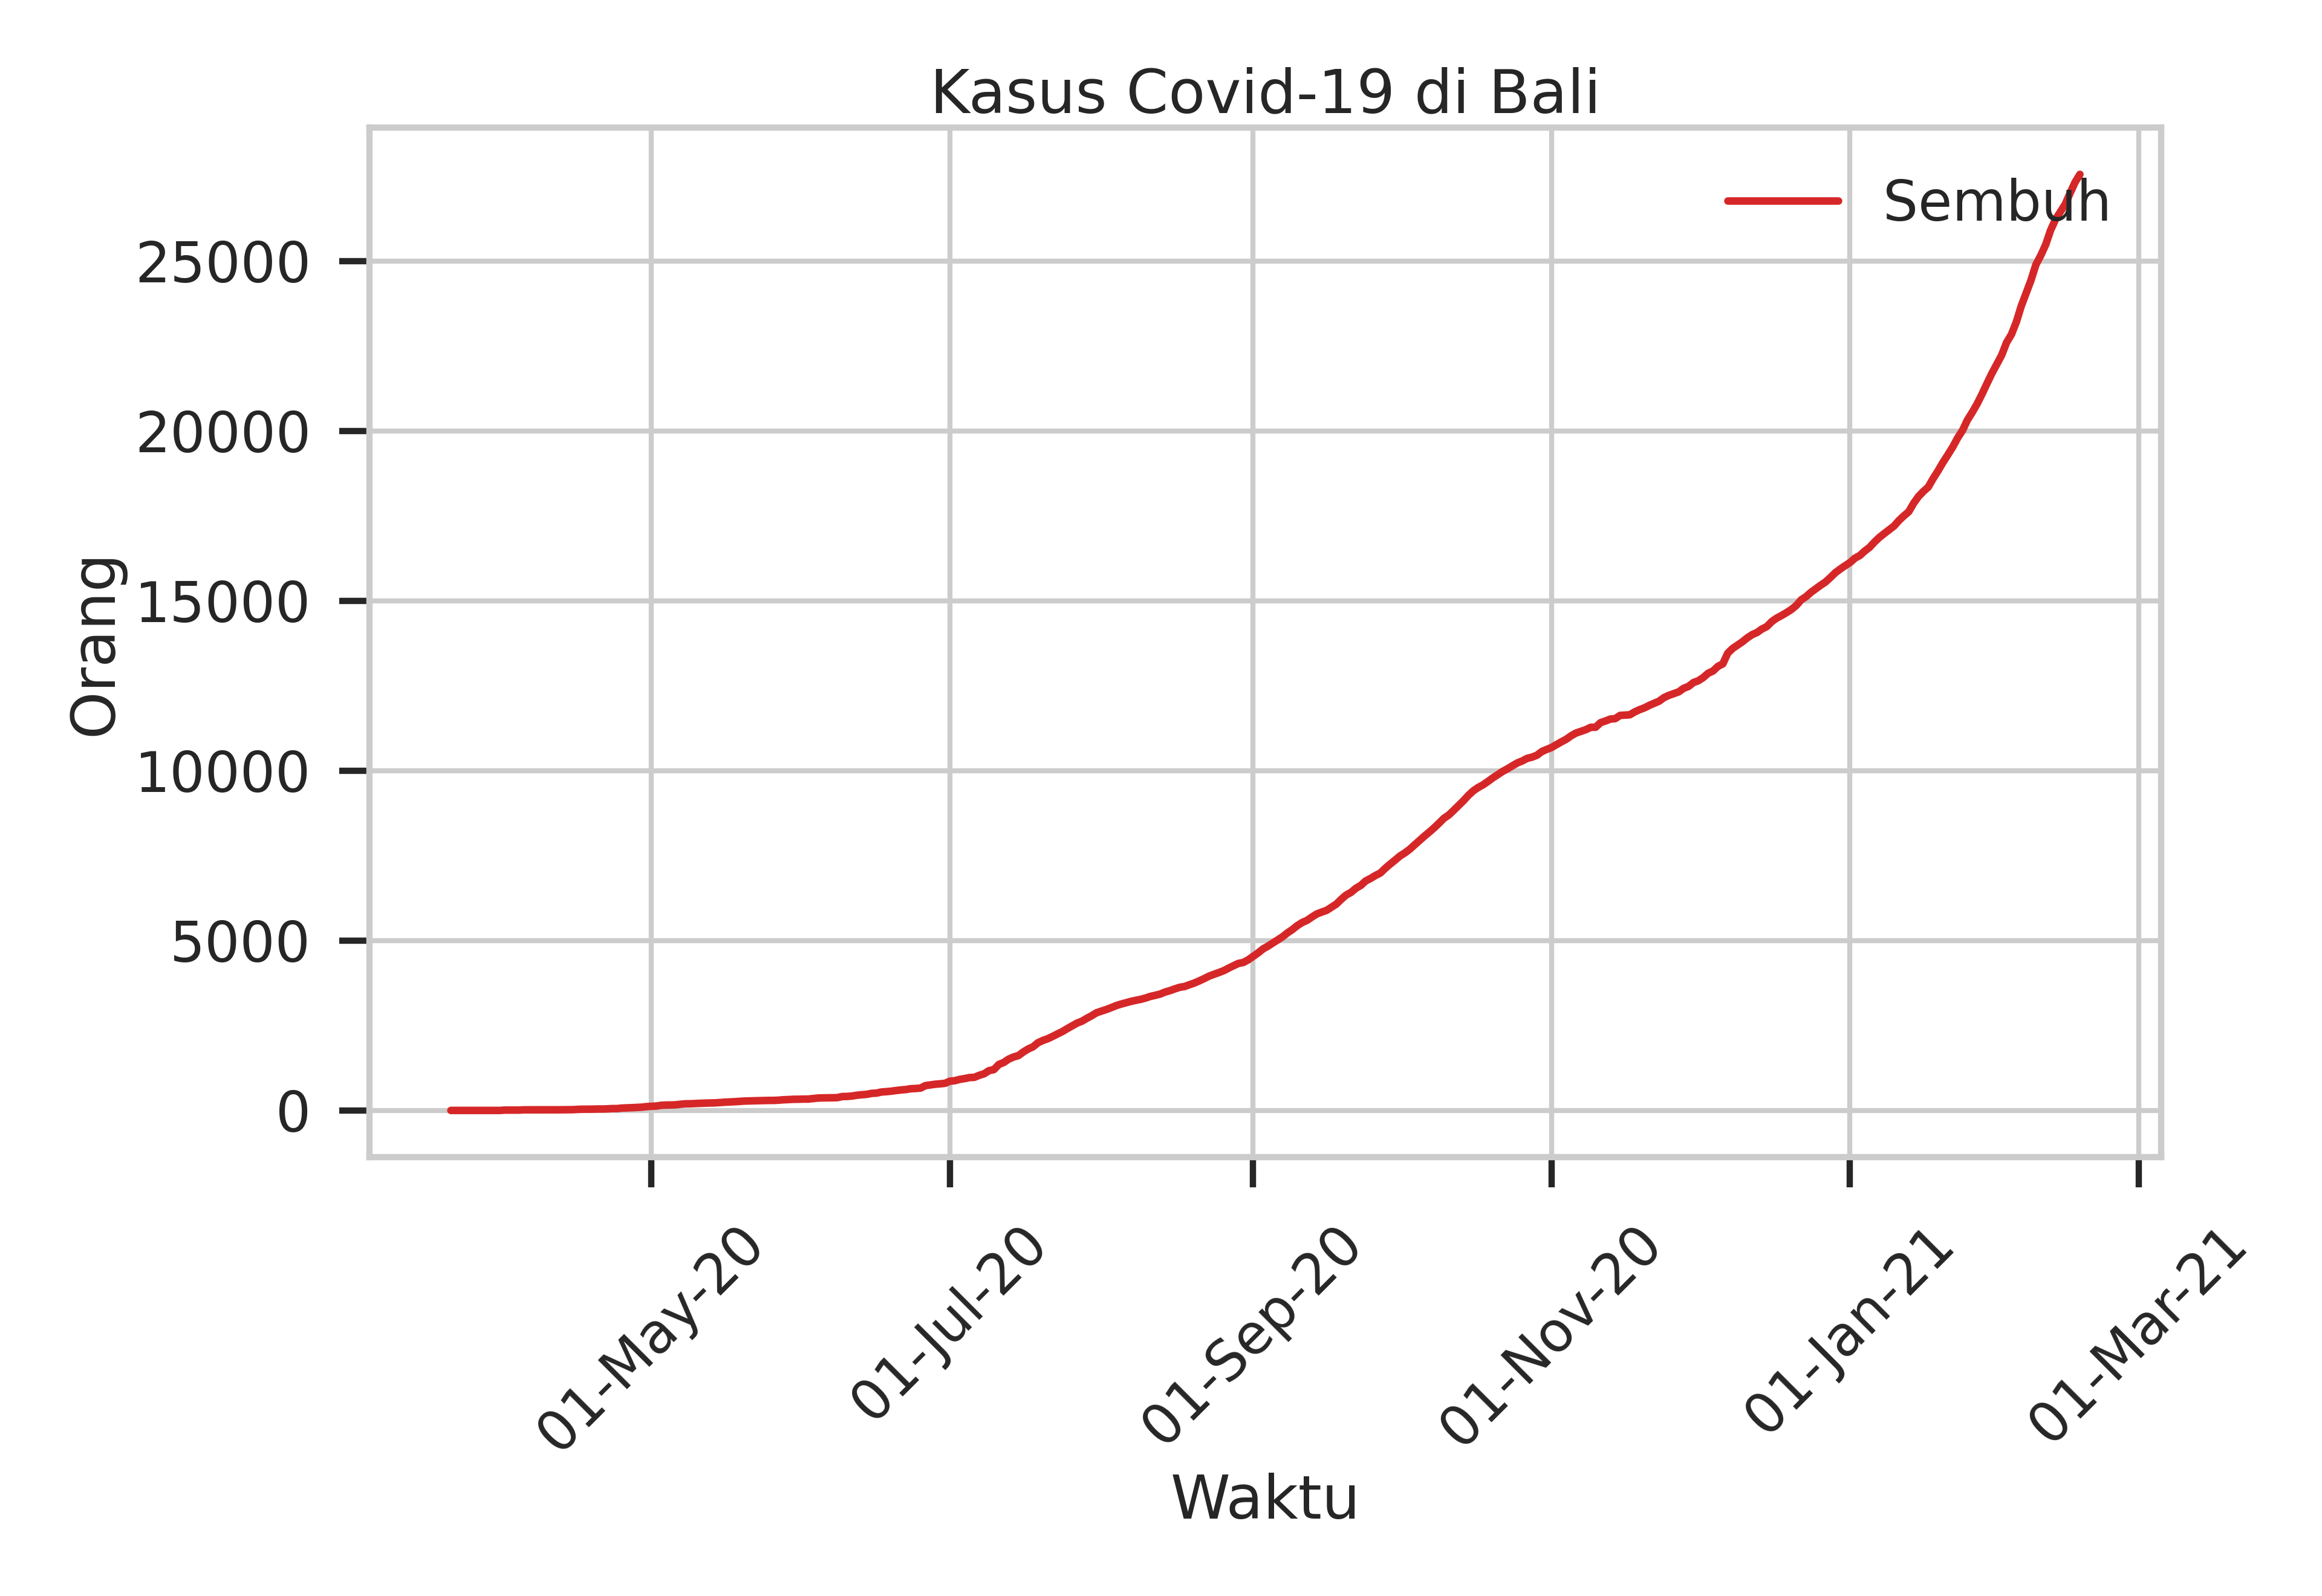 Kasus Covid-19 di Bali
Sembuh
25000
20000
15000
10000
5000
0
Orang
01-May-20
01-Jul-20
01-Sep-20
01-Nov-20
01-Jan-21
01-Mar-21
Waktu